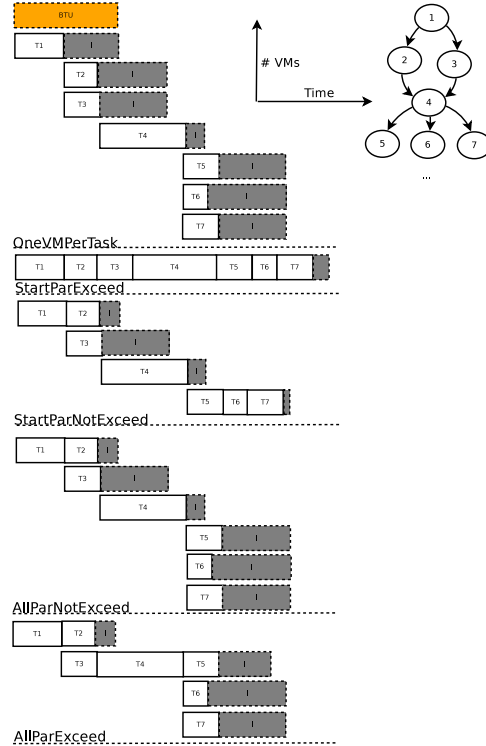 BTU
T1 I
T2 I
T3 I
T4 I
T5 I
T6 I
T7 I
OneVMPerTask
T1 T2 T3 T4 T5 T6 T7
StartParExceed
T1 T2 I
T3 I
T4 I
T5 T6 T7
StartParNotExceed
T1 T2 I
T3 I
T4 I
T5 I
T6 I
T7 I
AllParNotExceed
T1 T2 I
T3 T4 T5 I
T6 I
T7 I
AllParExceed
# VMs
Time
1
2 3
4
5 6 7
...